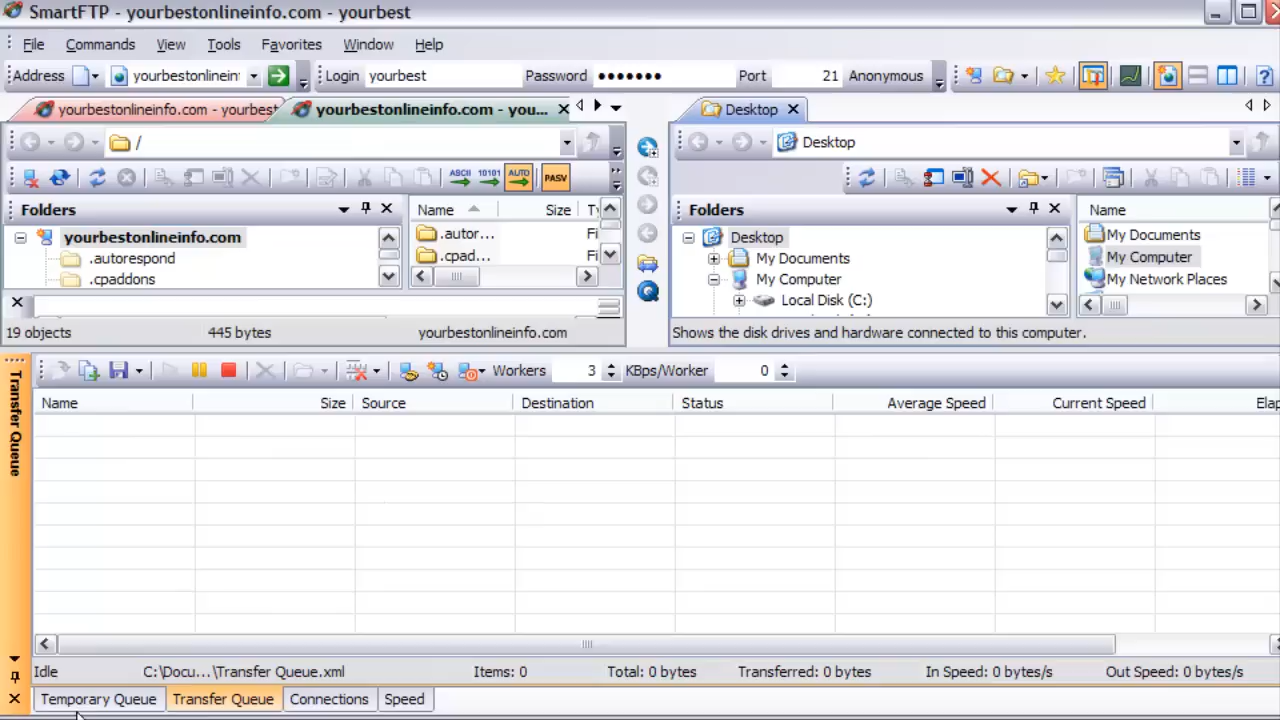 SmartFTP - yourbestonlineinfo.com - yourbest
File Commands View Tools Favorites Window Help
Address yourbestonlinein Login yourbest Password ●●●●●●● Port 21 Anonymous
yourbestonlineinfo.com - yourbest yourbestonlineinfo.com - you... Desktop
/ Desktop
ASCII 10101 AUTO PASV
Folders Name Size Ty Folders Name
yourbestonlineinfo.com .autor... Fi Desktop My Documents
.autorespond .cpad... Fi My Documents My Computer
.cpaddons My Computer My Network Places
Local Disk (C:)
19 objects 445 bytes yourbestonlineinfo.com Shows the disk drives and hardware connected to this computer.
Workers 3 KBps/Worker 0
Name Size Source Destination Status Average Speed Current Speed Elap
Transfer Queue
Idle C:\Docu...\Transfer Queue.xml Items: 0 Total: 0 bytes Transferred: 0 bytes In Speed: 0 bytes/s Out Speed: 0 bytes/s
Temporary Queue Transfer Queue Connections Speed